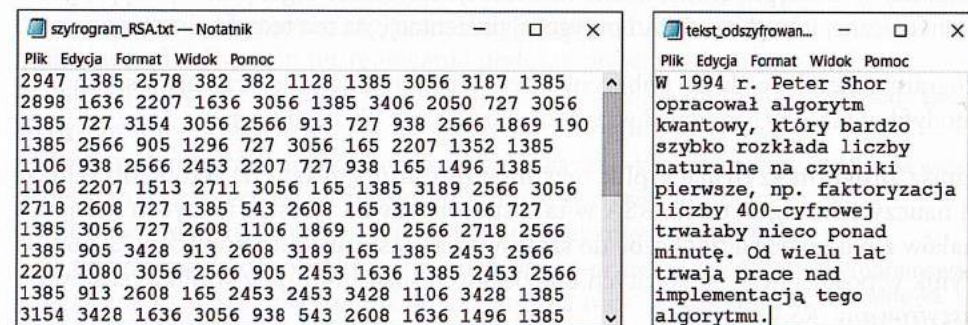 szyfrogram_RSA.txt — Notatnik
Plik Edycja Format Widok Pomoc
2947 1385 2578 382 382 1128 1385 3056 3187 1385
2898 1636 2207 1636 3056 1385 3406 2050 727 3056
1385 727 3154 3056 2566 913 727 938 2566 1869 190
1385 2566 905 1296 727 3056 165 2207 1352 1385
1106 938 2566 2453 2207 727 938 165 1496 1385
1106 2207 1513 2711 3056 165 1385 3189 2566 3056
2718 2608 727 1385 543 2608 165 3189 1106 727
1385 3056 727 2608 1106 1869 190 2566 2718 2566
1385 905 3428 913 2608 3189 165 1385 2453 2566
2207 1080 3056 2566 905 2453 1636 1385 2453 2566
1385 913 2608 165 2453 2453 3428 1106 3428 1385
3154 3428 1636 3056 938 543 2608 1636 1496 1385
tekst_odszyfrowan...
Plik Edycja Format Widok Pomoc
W 1994 r. Peter Shor
opracował algorytm
kwantowy, który bardzo
szybko rozkłada liczby
naturalne na czynniki
pierwsze, np. faktoryzacja
liczby 400-cyfrowej
trwałaby nieco ponad
minutę. Od wielu lat
trwają prace nad
implementacją tego
algorytmu.